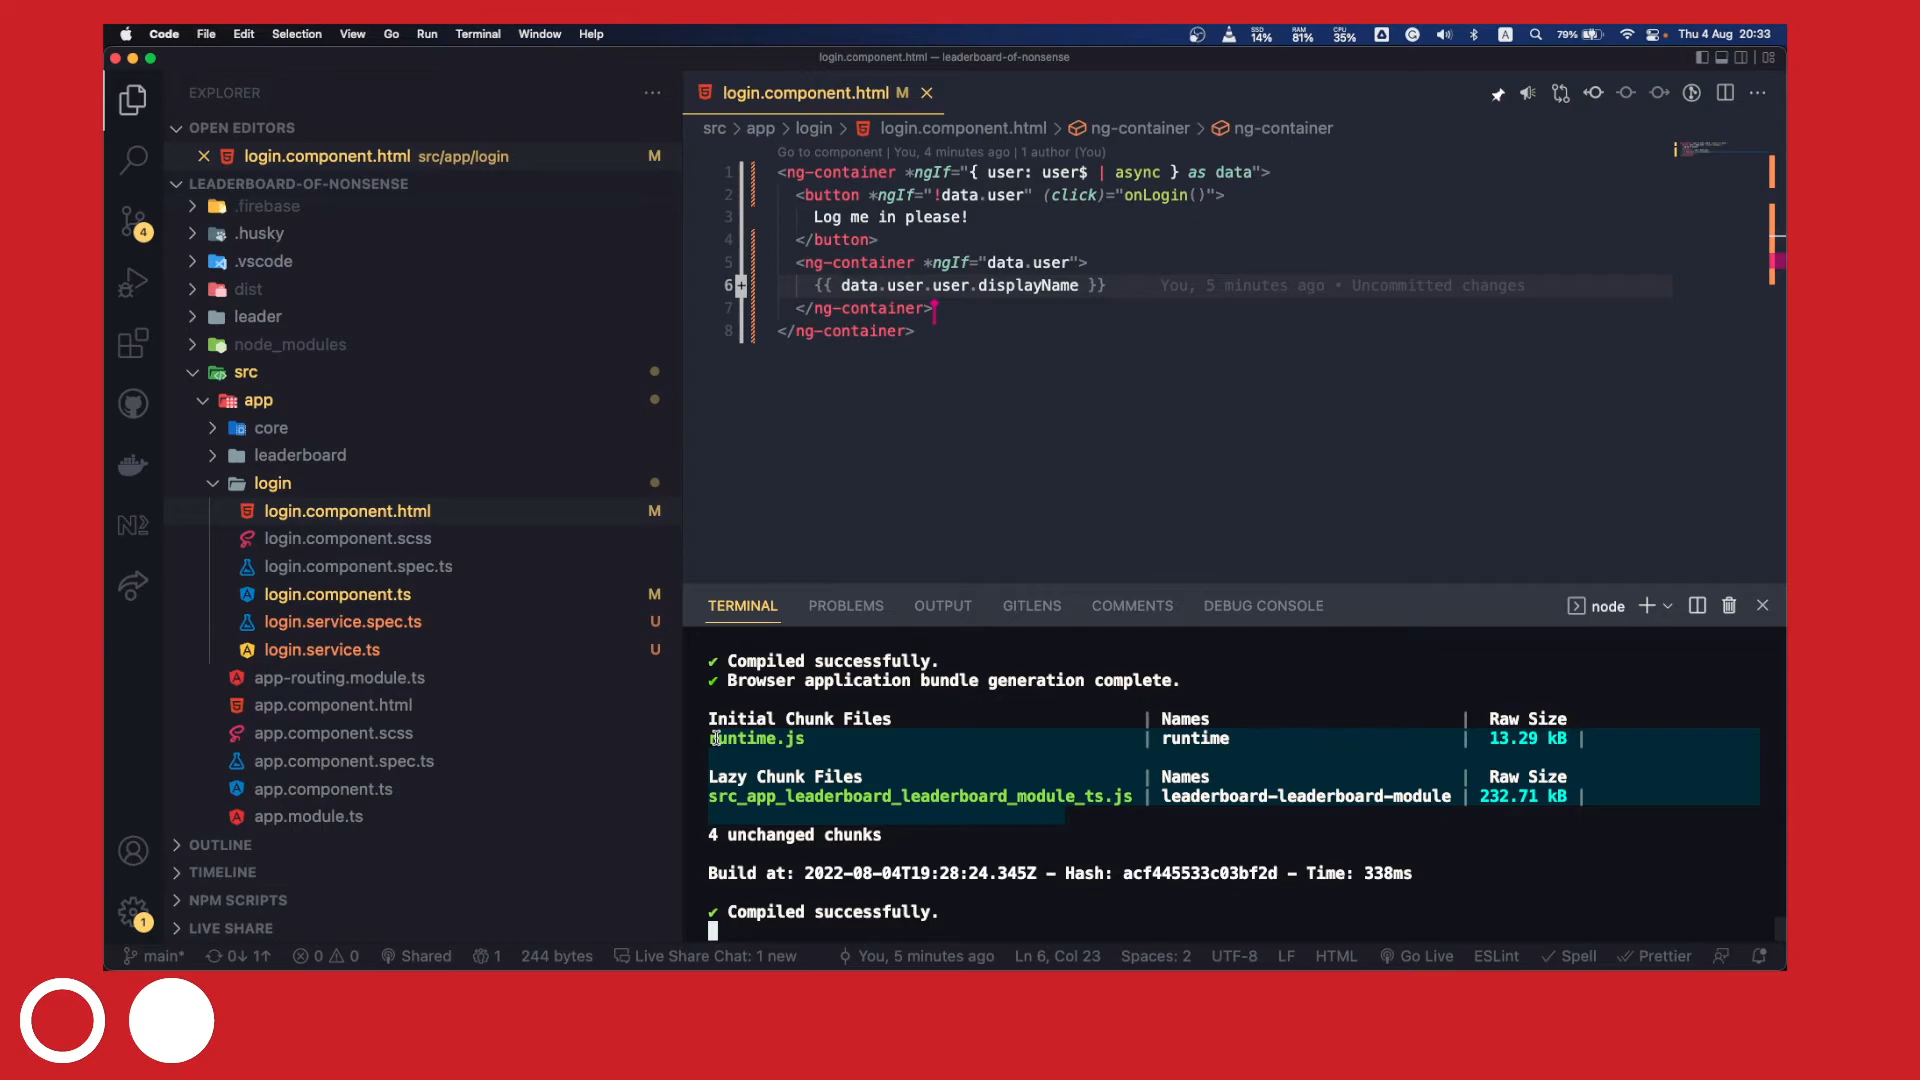 Code File Edit Selection View Go Run Terminal Window Help
SSD 14% RAM 81% CPU 35% A 79% Thu 4 Aug 20:33
login.component.html — leaderboard-of-nonsense
EXPLORER
OPEN EDITORS
login.component.html src/app/login M
LEADERBOARD-OF-NONSENSE
.firebase
.husky
.vscode
dist
leader
node_modules
src
app
core
leaderboard
login
login.component.html M
login.component.scss
login.component.spec.ts
login.component.ts M
login.service.spec.ts U
login.service.ts U
app-routing.module.ts
app.component.html
app.component.scss
app.component.spec.ts
app.component.ts
app.module.ts
OUTLINE
TIMELINE
NPM SCRIPTS
LIVE SHARE
4
1
login.component.html M
src > app > login > login.component.html > ng-container > ng-container
Go to component | You, 4 minutes ago | 1 author (You)
1 <ng-container *ngIf="{ user: user$ | async } as data">
2 <button *ngIf="!data.user" (click)="onLogin()">
3 Log me in please!
4 </button>
5 <ng-container *ngIf="data.user">
6 {{ data.user.user.displayName }} You, 5 minutes ago • Uncommitted changes
7 </ng-container>
8 </ng-container>
TERMINAL PROBLEMS OUTPUT GITLENS COMMENTS DEBUG CONSOLE node
✔ Compiled successfully.
✔ Browser application bundle generation complete.
Initial Chunk Files | Names | Raw Size
runtime.js | runtime | 13.29 kB |
Lazy Chunk Files | Names | Raw Size
src_app_leaderboard_leaderboard_module_ts.js | leaderboard-leaderboard-module | 232.71 kB |
4 unchanged chunks
Build at: 2022-08-04T19:28:24.345Z - Hash: acf445533c03bf2d - Time: 338ms
✔ Compiled successfully.
main* 0↓ 1↑ 0 0 Shared 1 244 bytes Live Share Chat: 1 new You, 5 minutes ago Ln 6, Col 23 Spaces: 2 UTF-8 LF HTML Go Live ESLint Spell Prettier